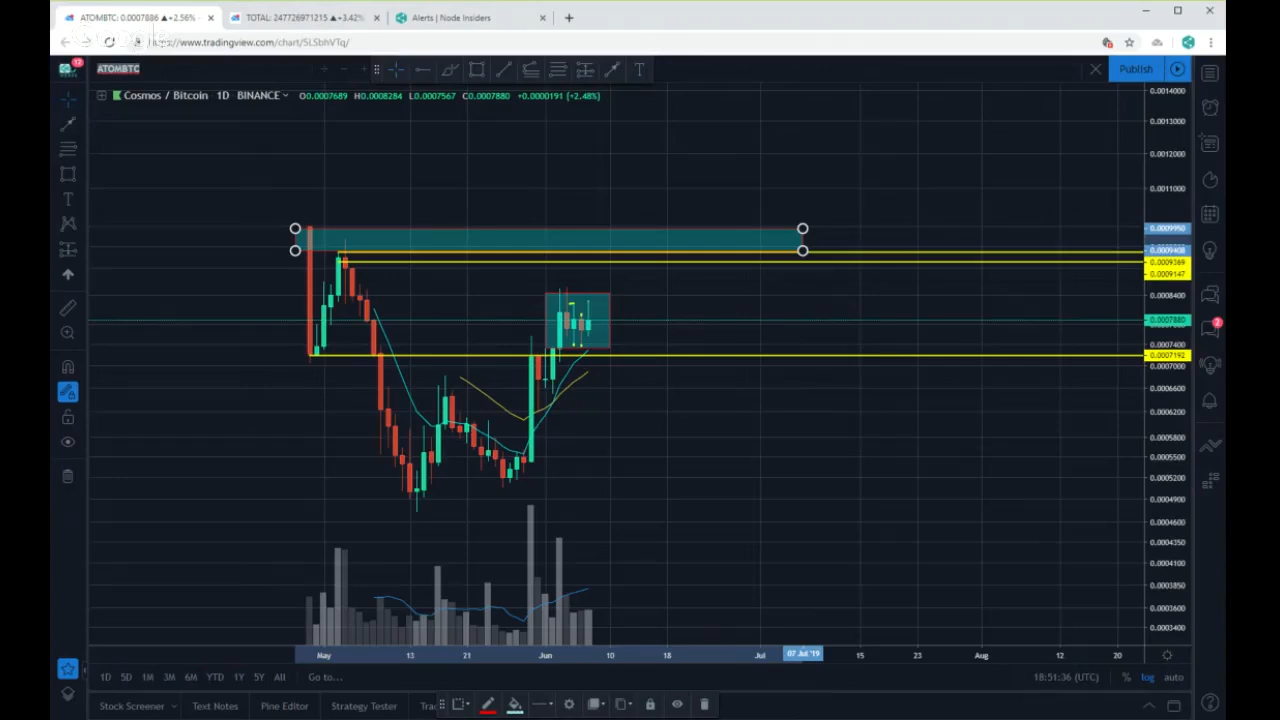 ATOMBTC: 0.0007886 ▲+2.56%
TOTAL: 247726971215 ▲+3.42%
Alerts | Node Insiders
https://www.tradingview.com/chart/5LSbhVTq/
12
ATOMBTC
Publish
Cosmos / Bitcoin 1D BINANCE O0.0007689 H0.0008284 L0.0007567 C0.0007880 +0.0000191 (+2.48%)
0.0014000
0.0013000
0.0012000
0.0011000
0.0009950
0.0009408
0.0009369
0.0009147
0.0008400
0.0007880
0.0007400
0.0007192
0.0007000
0.0006600
0.0006200
0.0005800
0.0005500
0.0005200
0.0004900
0.0004600
0.0004350
0.0004100
0.0003850
0.0003600
0.0003400
2
May 13 21 Jun 10 18 Jul 07 Jul '19 15 23 Aug 12 20
1D 5D 1M 3M 6M YTD 1Y 5Y All Go to... 18:51:36 (UTC) % log auto
Stock Screener Text Notes Pine Editor Strategy Tester